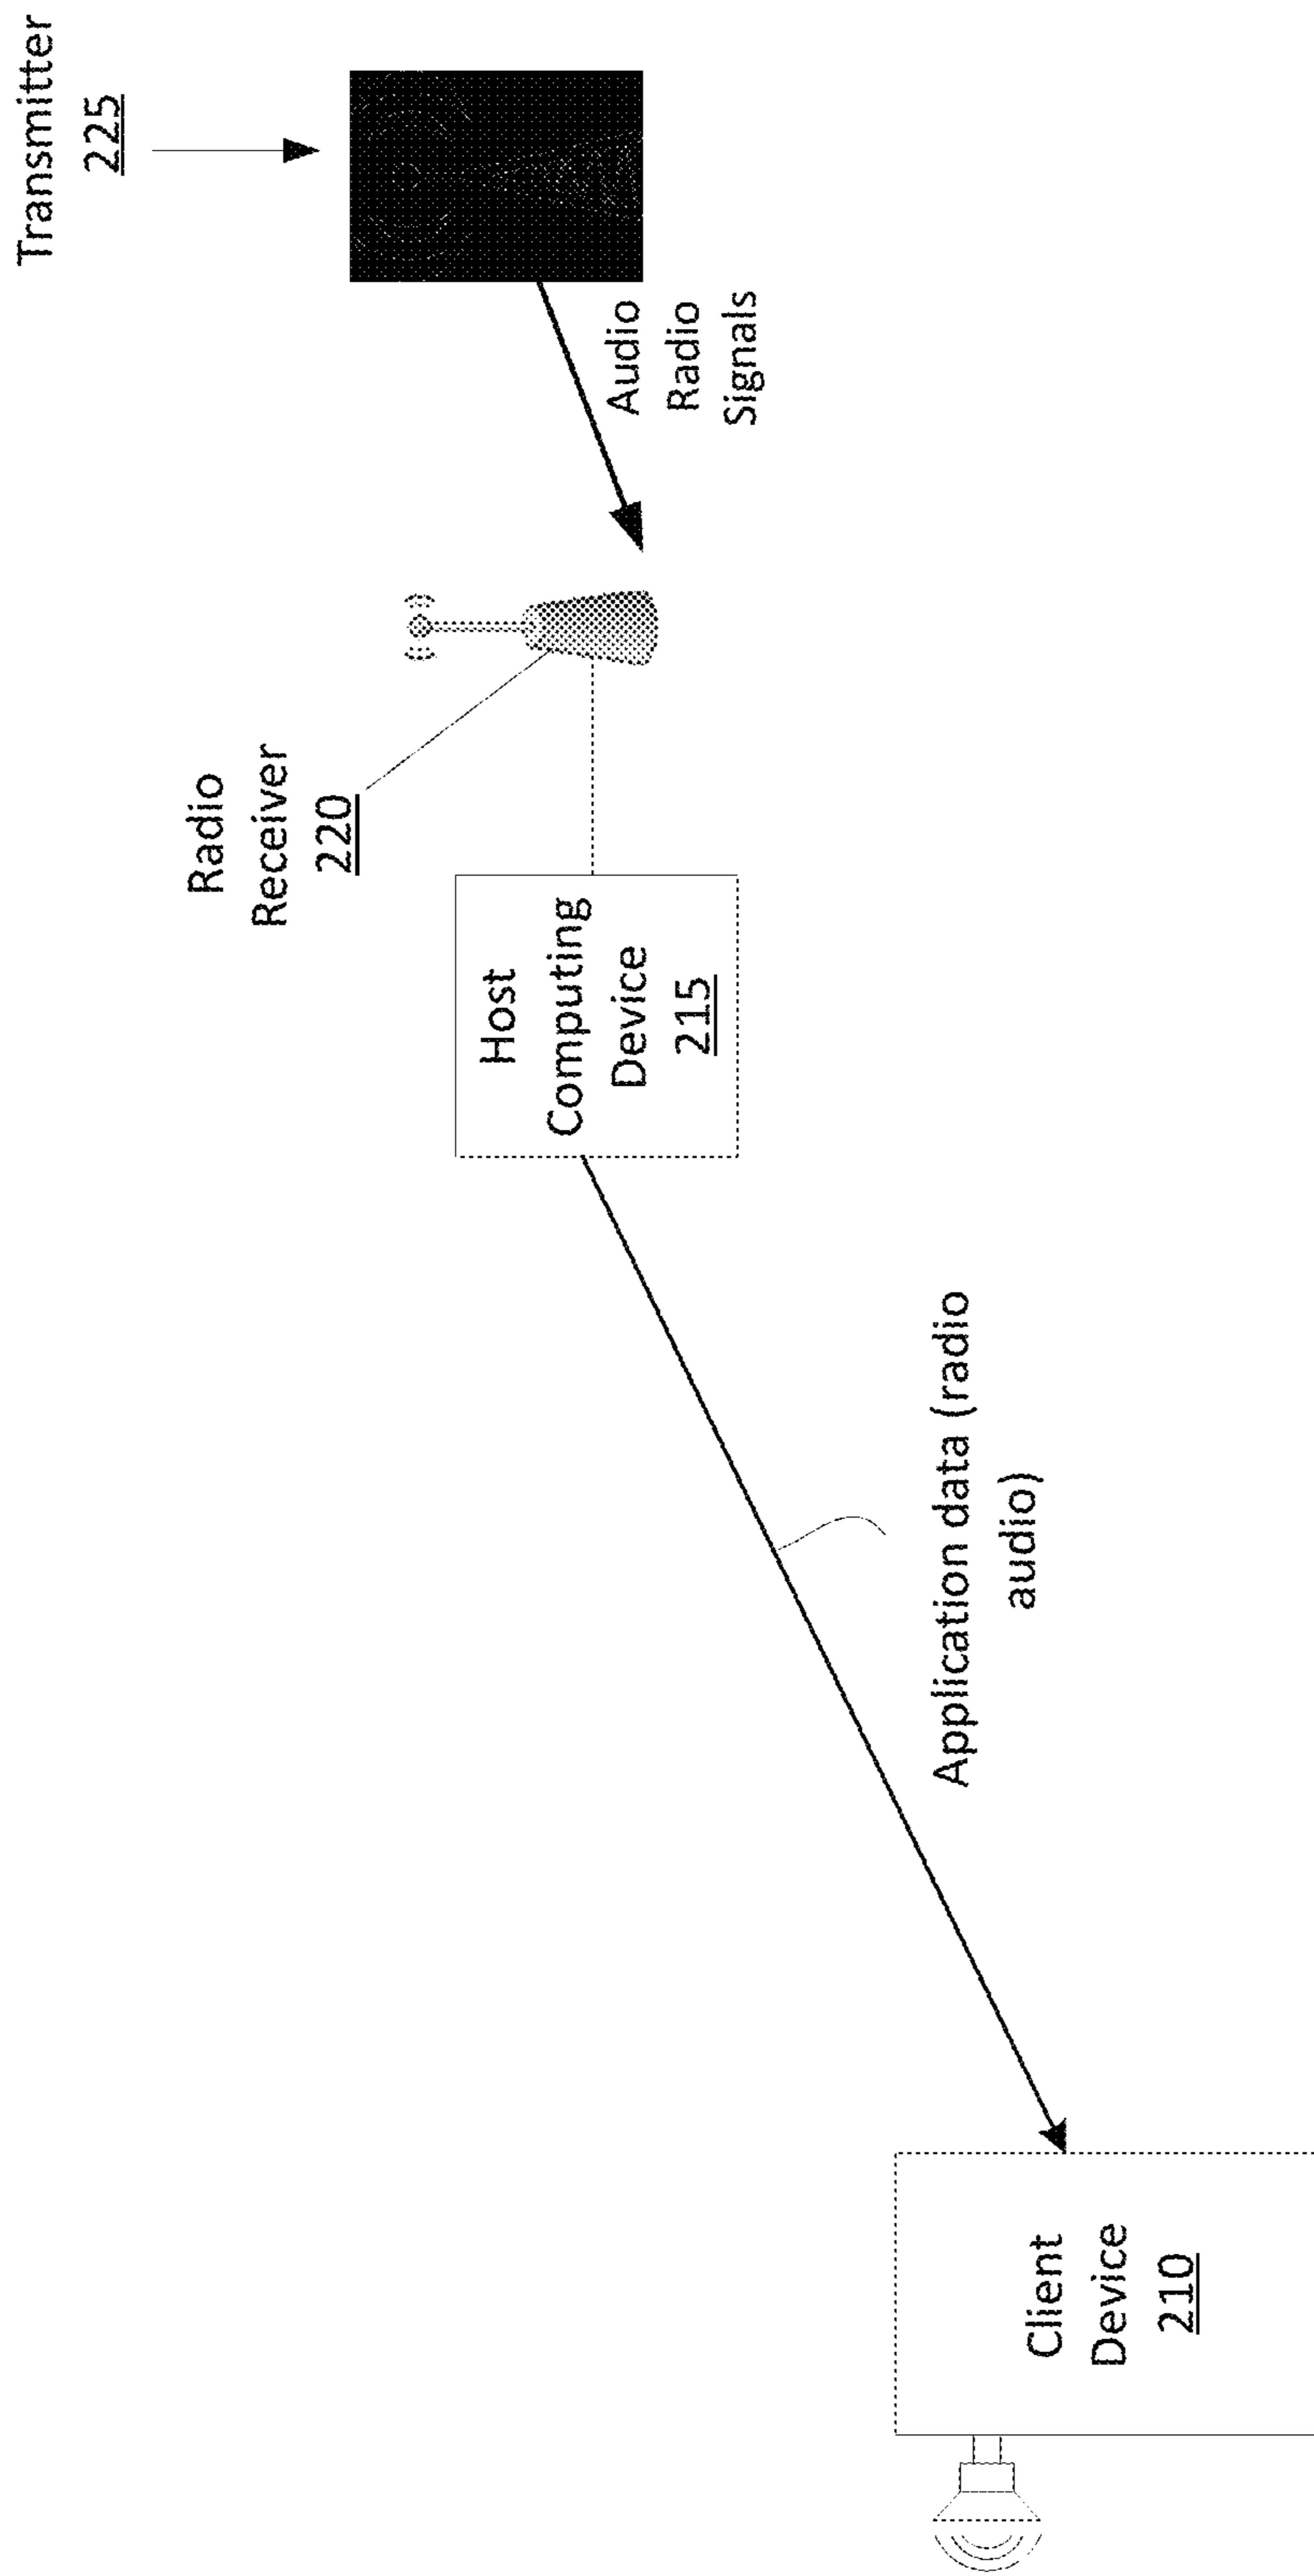 Transmitter
225
Audio
Radio
Signals
Radio
Receiver
220
Host
Computing
Device
215
Application data (radio
audio)
Client
Device
210